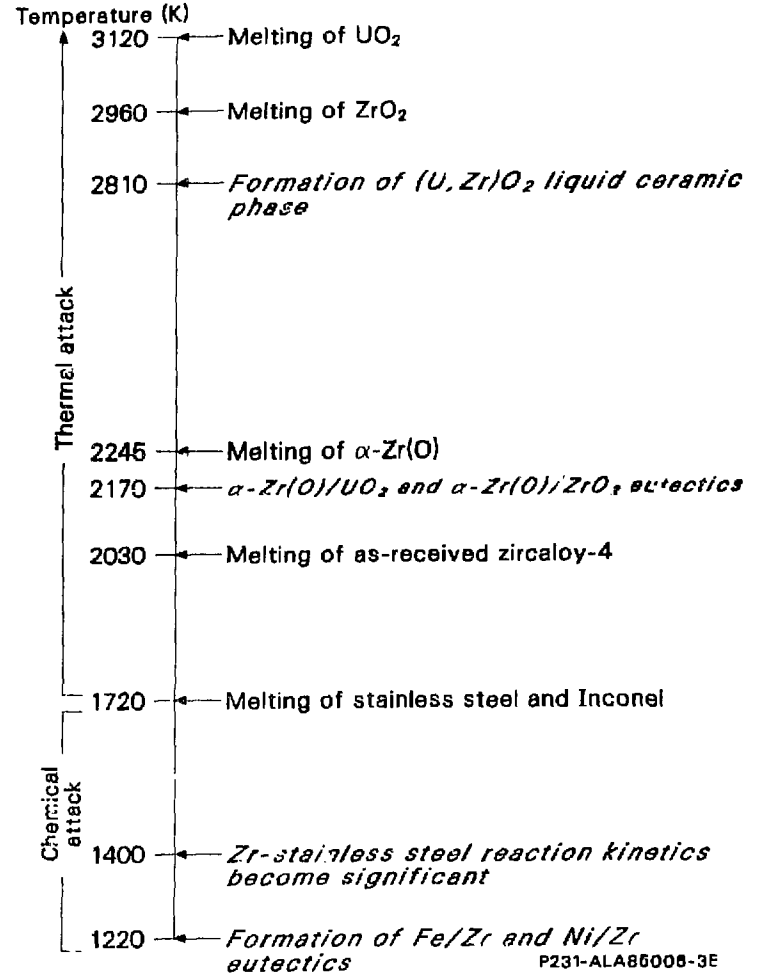 Temperature (K)
3120 Melting of UO₂
2960 Melting of ZrO₂
2810 Formation of (U,Zr)O₂ liquid ceramic
phase
Thermal attack
2245 Melting of α-Zr(O)
2170 α-Zr(O)/UO₂ and α-Zr(O)/ZrO₂ eutectics
2030 Melting of as-received zircaloy-4
1720 Melting of stainless steel and Inconel
Chemical
attack
1400 Zr-stainless steel reaction kinetics
become significant
1220 Formation of Fe/Zr and Ni/Zr
eutectics
P231-ALA86006-3E